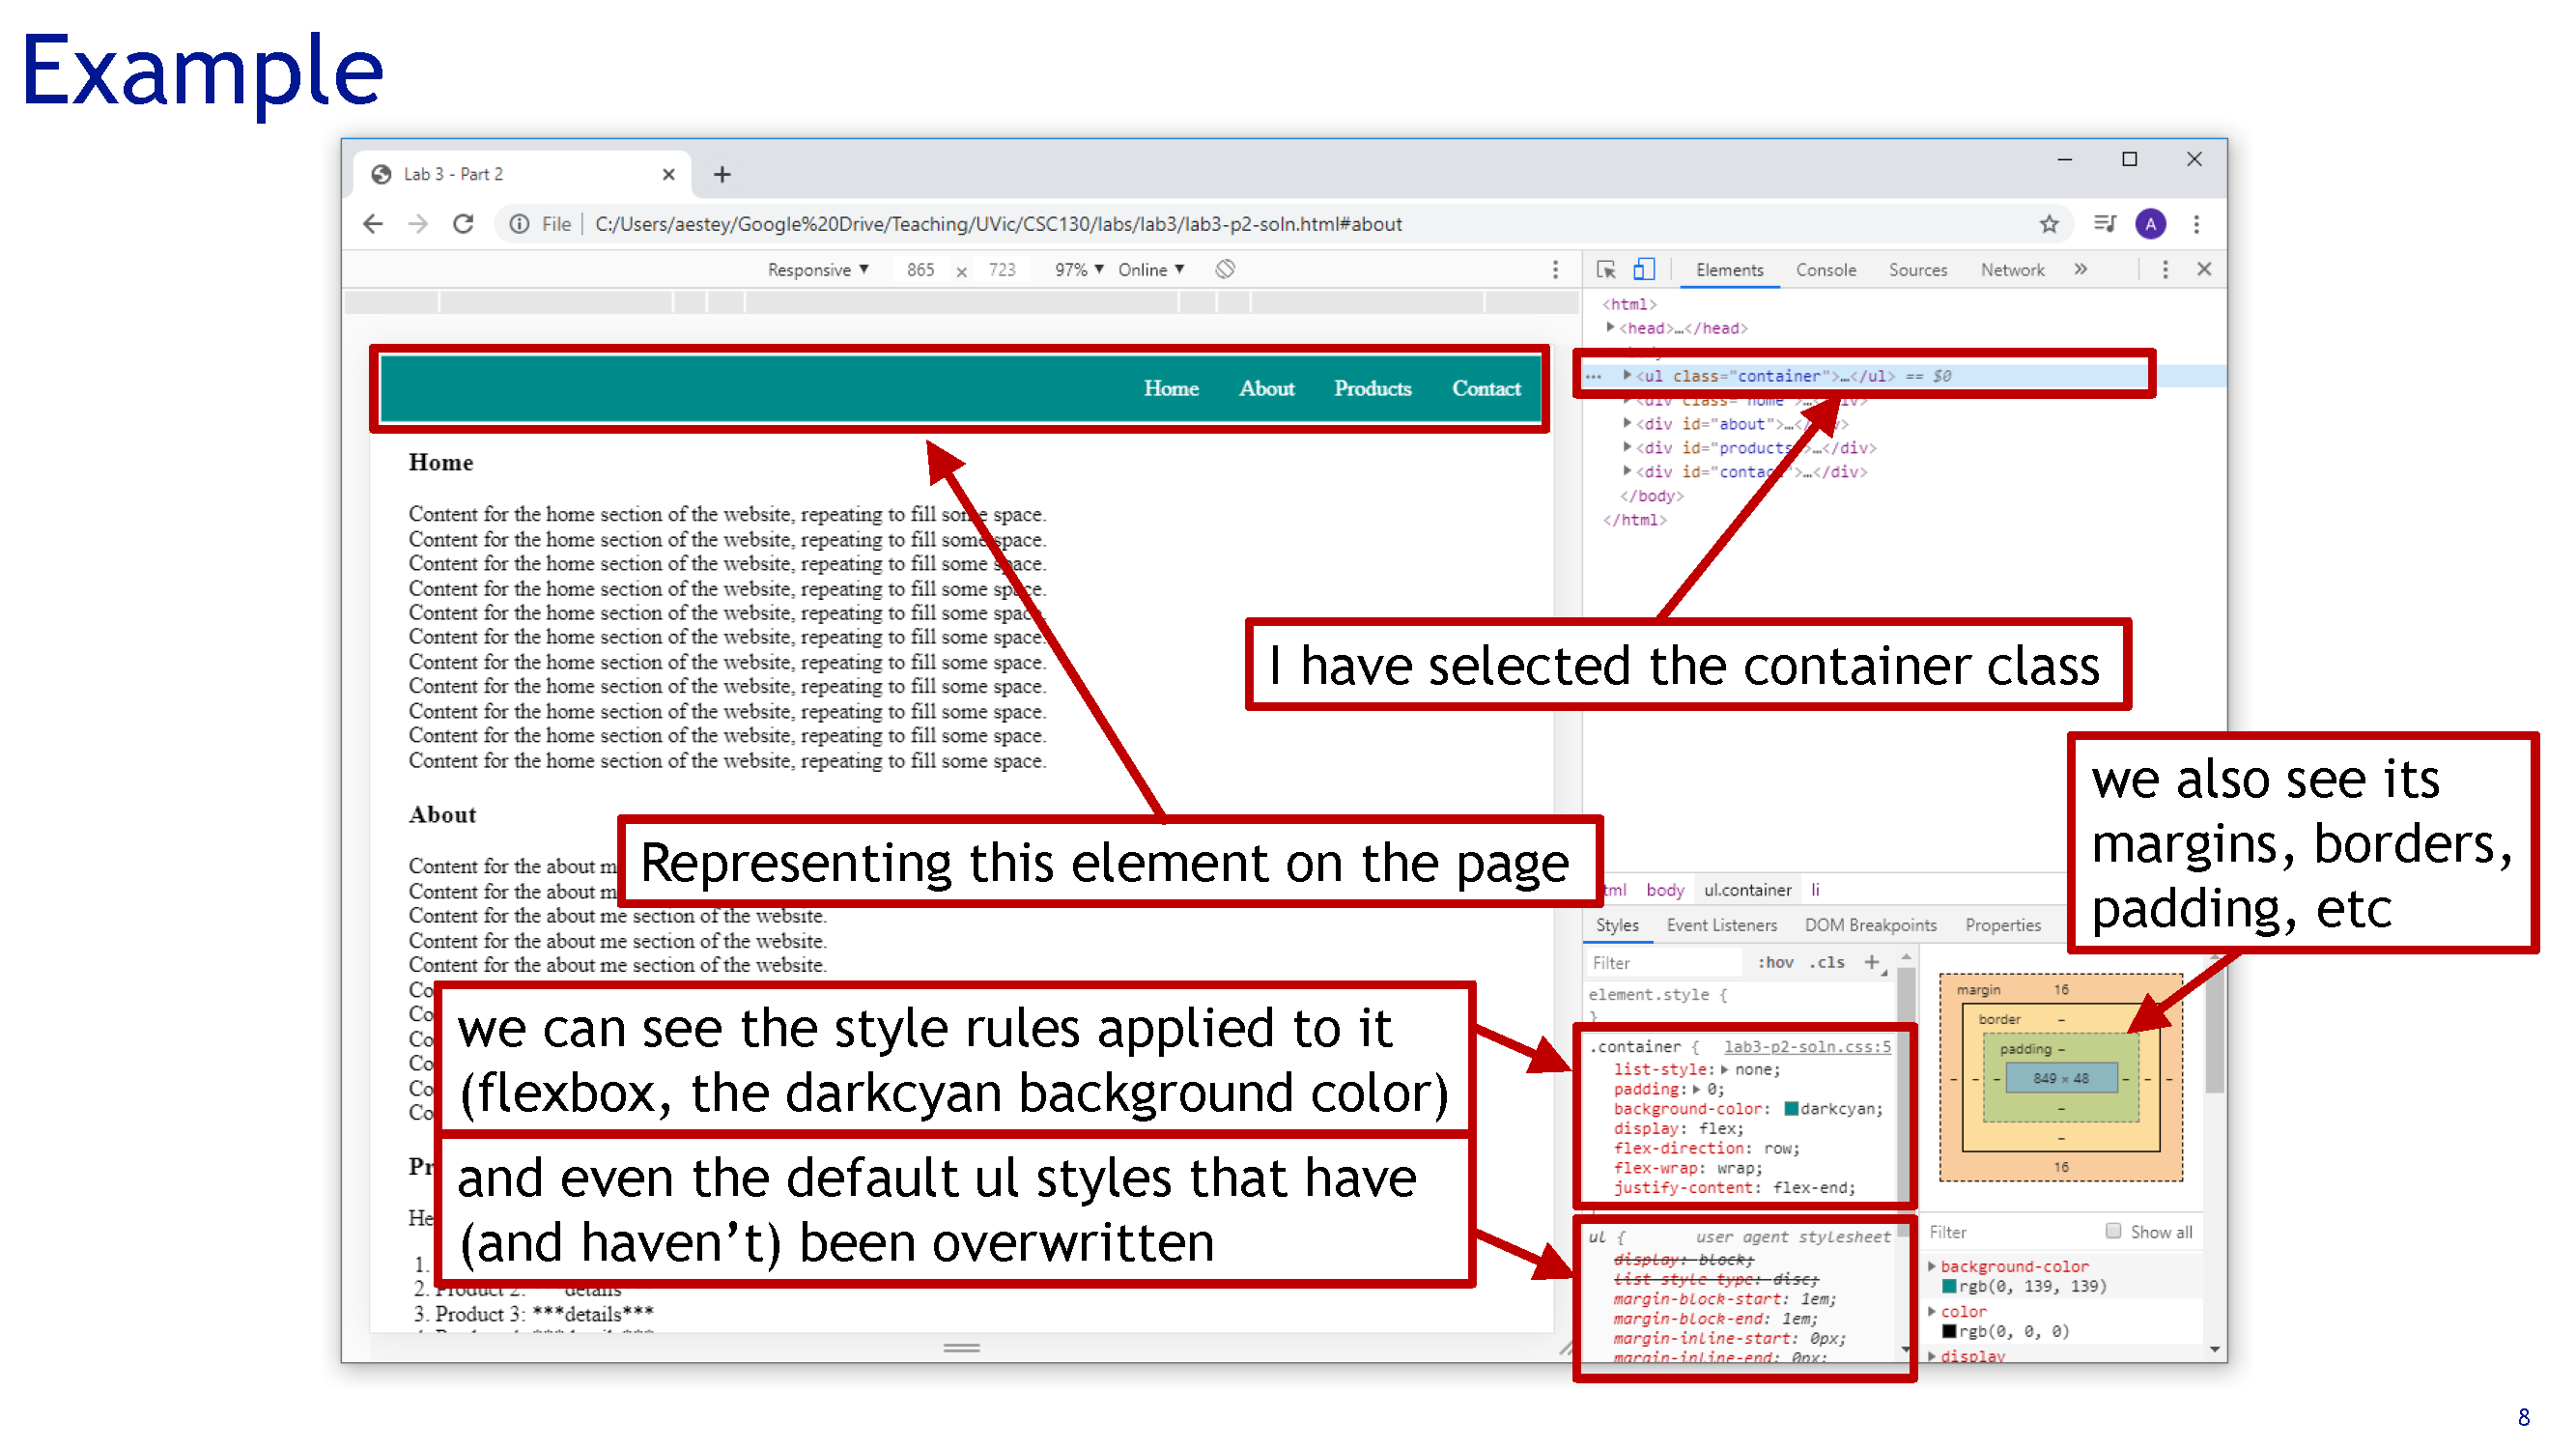 Example
Lab 3 - Part 2
File | C:/Users/aestey/Google%20Drive/Teaching/UVic/CSC130/labs/lab3/lab3-p2-soln.html#about
A
Responsive ▼ 865 x 723 97% ▼ Online ▼
Elements Console Sources Network »
Home About Products Contact
Home
Content for the home section of the website, repeating to fill some space.
Content for the home section of the website, repeating to fill some space.
Content for the home section of the website, repeating to fill some space.
Content for the home section of the website, repeating to fill some space.
Content for the home section of the website, repeating to fill some space.
Content for the home section of the website, repeating to fill some space.
Content for the home section of the website, repeating to fill some space.
Content for the home section of the website, repeating to fill some space.
Content for the home section of the website, repeating to fill some space.
Content for the home section of the website, repeating to fill some space.
Content for the home section of the website, repeating to fill some space.
About
Content for the about m
Content for the about m
Content for the about me section of the website.
Content for the about me section of the website.
Content for the about me section of the website.
Co
Co
Co
Co
Co
Co
Pr
He
1.
2. Product 2: details
3. Product 3: ***details***
<html>
▶<head>…</head>
… ▶<ul class="container">…</ul> == $0
▶<div class="home">…</div>
▶<div id="about">…</div>
▶<div id="products">…</div>
▶<div id="contact">…</div>
</body>
</html>
I have selected the container class
Representing this element on the page
we also see its
margins, borders,
padding, etc
we can see the style rules applied to it
(flexbox, the darkcyan background color)
and even the default ul styles that have
(and haven't) been overwritten
html body ul.container li
Styles Event Listeners DOM Breakpoints Properties
Filter :hov .cls +
element.style {
}
.container { lab3-p2-soln.css:5
list-style:▶ none;
padding:▶ 0;
background-color: darkcyan;
display: flex;
flex-direction: row;
flex-wrap: wrap;
justify-content: flex-end;
ul { user agent stylesheet
display: block;
list-style-type: disc;
margin-block-start: 1em;
margin-block-end: 1em;
margin-inline-start: 0px;
margin-inline-end: 0px;
margin 16
border –
padding –
– – – 849 × 48 – – –
–
–
16
Filter Show all
▶ background-color
rgb(0, 139, 139)
▶ color
rgb(0, 0, 0)
▶ display
8